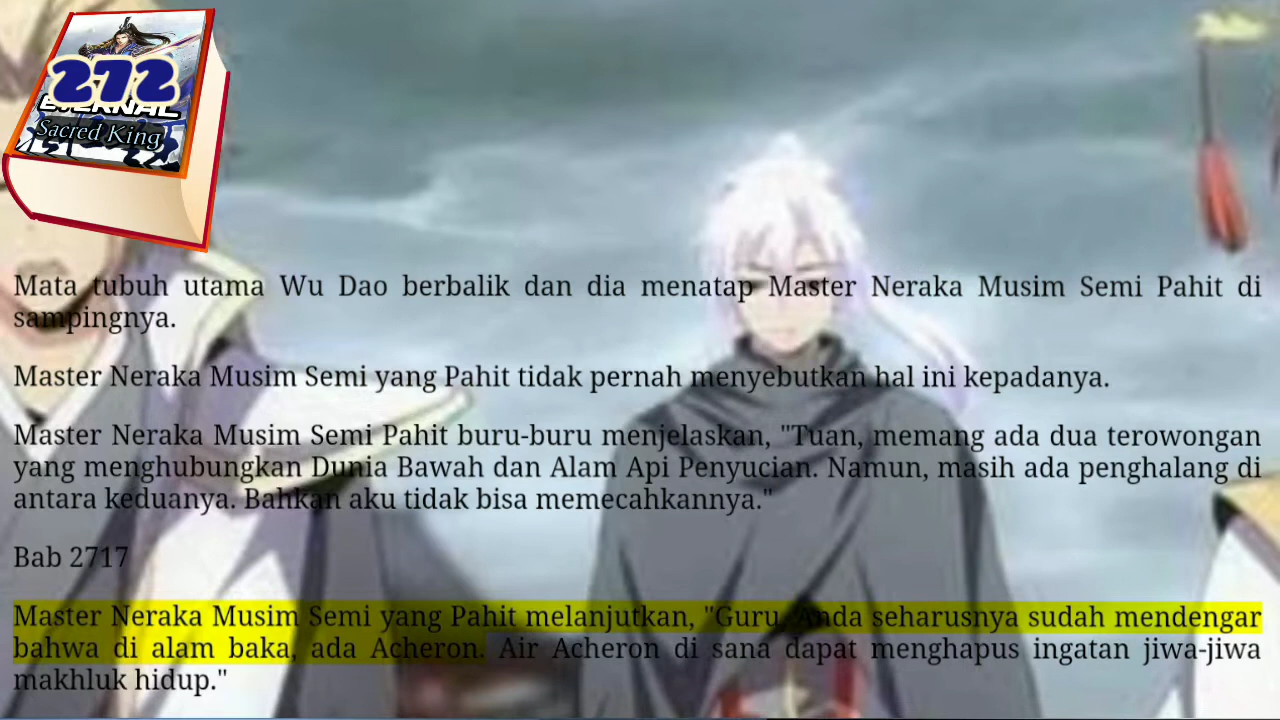 272
ETERNAL
Sacred King
Mata tubuh utama Wu Dao berbalik dan dia menatap Master Neraka Musim Semi Pahit di
sampingnya.
Master Neraka Musim Semi yang Pahit tidak pernah menyebutkan hal ini kepadanya.
Master Neraka Musim Semi Pahit buru-buru menjelaskan, "Tuan, memang ada dua terowongan
yang menghubungkan Dunia Bawah dan Alam Api Penyucian. Namun, masih ada penghalang di
antara keduanya. Bahkan aku tidak bisa memecahkannya."
Bab 2717
Master Neraka Musim Semi yang Pahit melanjutkan, "Guru, Anda seharusnya sudah mendengar
bahwa di alam baka, ada Acheron. Air Acheron di sana dapat menghapus ingatan jiwa-jiwa
makhluk hidup."